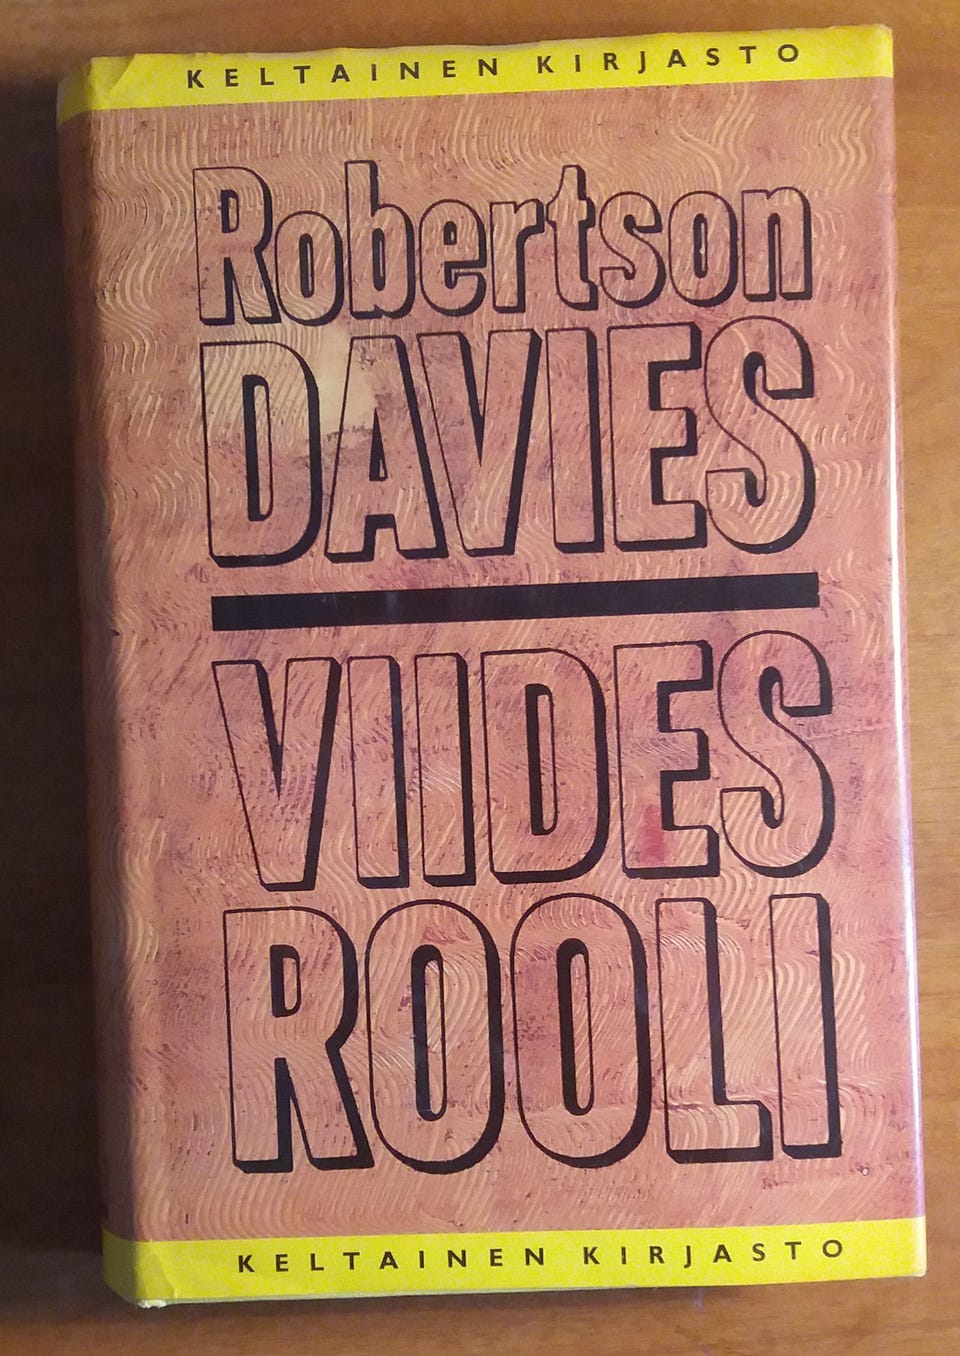 KELTAINEN KIRJASTO
Robertson
DAVIES
VIIDES
ROOLI
KELTAINEN KIRJASTO